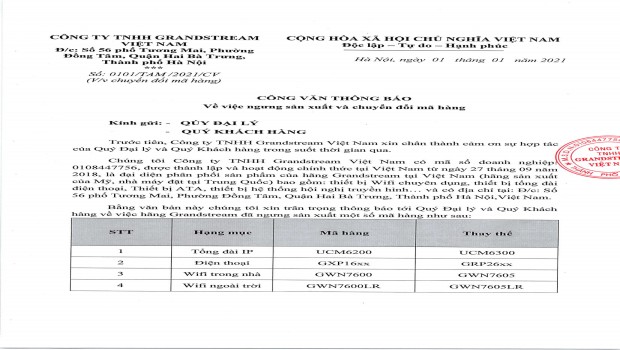 CÔNG TY TNHH GRANDSTREAM
VIỆT NAM
Đ/c: Số 56 phố Tương Mai, Phường
Đồng Tâm, Quận Hai Bà Trưng,
Thành phố Hà Nội
***
Số: 0101/TAM/2021/CV
(V/v chuyển đổi mã hàng)
CỘNG HÒA XÃ HỘI CHỦ NGHĨA VIỆT NAM
Độc lập – Tự do – Hạnh phúc
Hà Nội, ngày 01 tháng 01 năm 2021
CÔNG VĂN THÔNG BÁO
Về việc ngưng sản xuất và chuyển đổi mã hàng
Kính gửi: - QÚY ĐẠI LÝ
- QUÝ KHÁCH HÀNG
Trước tiên, Công ty TNHH Grandstream Việt Nam xin chân thành cảm ơn sự hợp tác
của Quý Đại lý và Quý Khách hàng trong suốt thời gian qua.
Chúng tôi Công ty TNHH Grandstream Việt Nam có mã số doanh nghiệp
0108447756, được thành lập và hoạt động chính thức tại Việt Nam từ ngày 27 tháng 09 năm
2018, là đại diện phân phối sản phẩm của hãng Grandstream tại Việt Nam (hãng sản xuất
của Mỹ, nhà máy đặt tại Trung Quốc) bao gồm: thiết bị Wifi chuyên dụng, thiết bị tổng đài
điện thoại, Thiết bị ATA, thiết bị hệ thống hội nghị truyền hình... và có địa chỉ tại: Đ/c: Số
56 phố Tương Mai, Phường Đồng Tâm, Quận Hai Bà Trưng, Thành phố Hà Nội,Việt Nam.
Bằng văn bản này chúng tôi xin trân trọng thông báo tới Quý Đại lý và Quý Khách
hàng về việc hãng Grandstream đã ngưng sản xuất một số mã hàng như sau:
STT Hạng mục Mã hàng Thay thế
1 Tổng đài IP UCM6200 UCM6300
2 Điện thoại GXP16xx GRP26xx
3 Wifi trong nhà GWN7600 GWN7605
4 Wifi ngoài trời GWN7600LR GWN7605LR
CÔNG T
TNHH
GRANDSTR
VIỆT NA